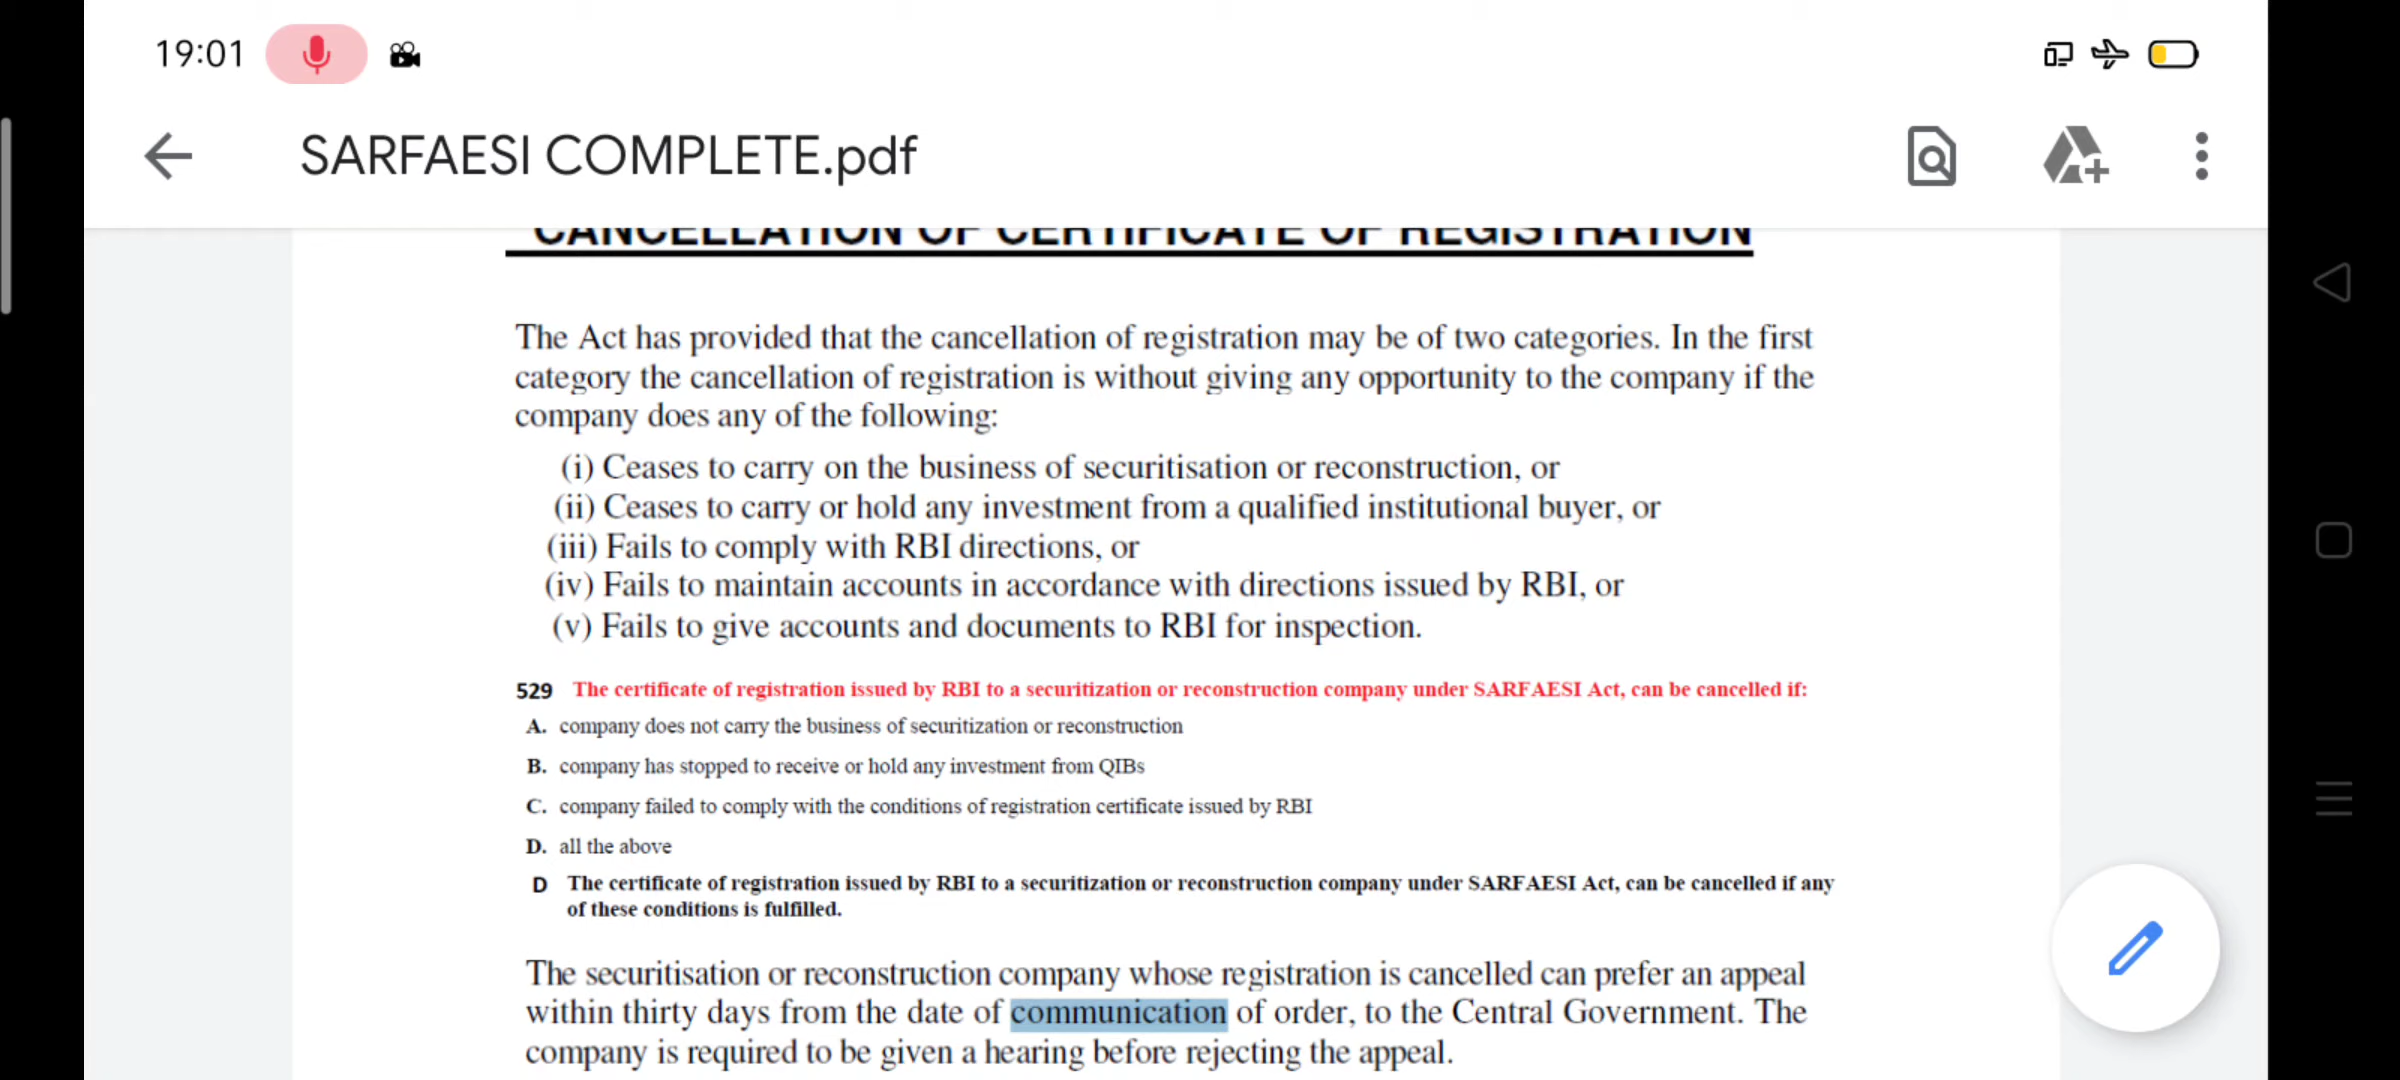 19:01
SARFAESI COMPLETE.pdf
CANCELLATION OF CERTIFICATE OF REGISTRATION
The Act has provided that the cancellation of registration may be of two categories. In the first
category the cancellation of registration is without giving any opportunity to the company if the
company does any of the following:
(i) Ceases to carry on the business of securitisation or reconstruction, or
(ii) Ceases to carry or hold any investment from a qualified institutional buyer, or
(iii) Fails to comply with RBI directions, or
(iv) Fails to maintain accounts in accordance with directions issued by RBI, or
(v) Fails to give accounts and documents to RBI for inspection.
529 The certificate of registration issued by RBI to a securitization or reconstruction company under SARFAESI Act, can be cancelled if:
A. company does not carry the business of securitization or reconstruction
B. company has stopped to receive or hold any investment from QIBs
C. company failed to comply with the conditions of registration certificate issued by RBI
D. all the above
D The certificate of registration issued by RBI to a securitization or reconstruction company under SARFAESI Act, can be cancelled if any
of these conditions is fulfilled.
The securitisation or reconstruction company whose registration is cancelled can prefer an appeal
within thirty days from the date of communication of order, to the Central Government. The
company is required to be given a hearing before rejecting the appeal.